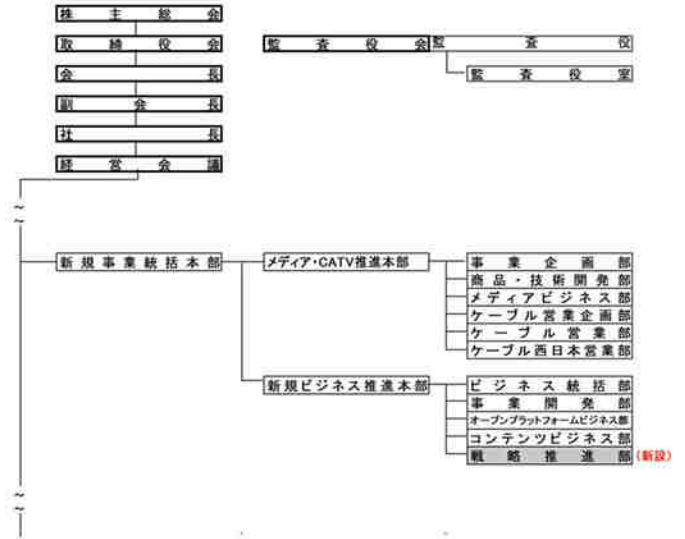 株主総会
取締役会
監査役会
監査役
会長
監査役室
副会長
社長
経営会議
新規事業統括本部
メディア・CATV推進本部
事業企画部
商品・技術開発部
メディアビジネス部
ケーブル営業企画部
ケーブル営業部
ケーブル西日本営業部
新規ビジネス推進本部
ビジネス統括部
事業開発部
オープンプラットフォームビジネス部
コンテンツビジネス部
戦略推進部
(新設)